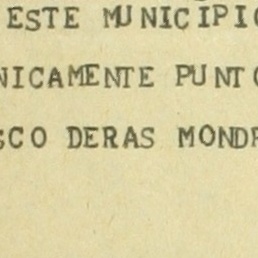 ESTE MUNICIPIO
NICAMENTE PUNTO
SCO DERAS MONDR